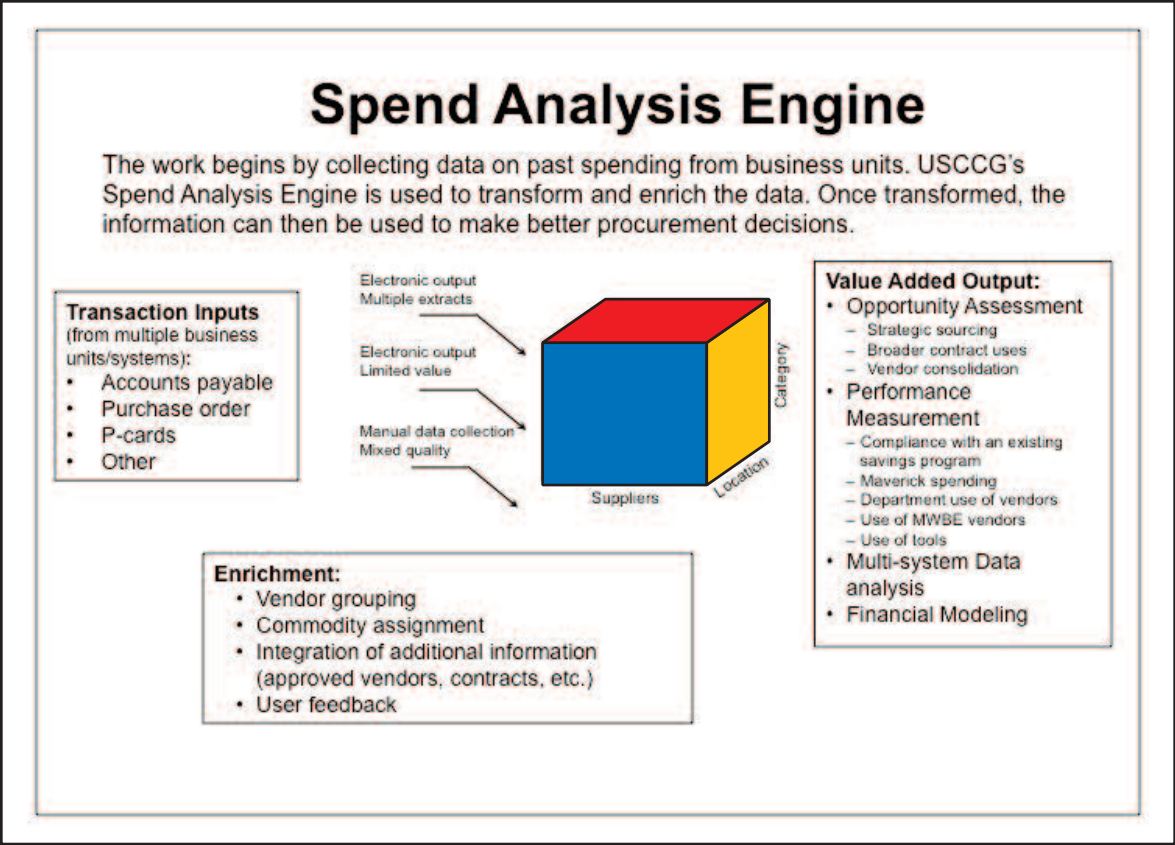 Spend Analysis Engine
The work begins by collecting data on past spending from business units. USCCG's
Spend Analysis Engine is used to transform and enrich the data. Once transformed, the
information can then be used to make better procurement decisions.
Transaction Inputs
(from multiple business
units/systems):
• Accounts payable
• Purchase order
• P-cards
• Other
Electronic output
Multiple extracts
Electronic output
Limited value
Manual data collection
Mixed quality
Suppliers
Location
Category
Value Added Output:
• Opportunity Assessment
– Strategic sourcing
– Broader contract uses
– Vendor consolidation
• Performance
Measurement
– Compliance with an existing
savings program
– Maverick spending
– Department use of vendors
– Use of MWBE vendors
– Use of tools
• Multi-system Data
analysis
• Financial Modeling
Enrichment:
• Vendor grouping
• Commodity assignment
• Integration of additional information
(approved vendors, contracts, etc.)
• User feedback